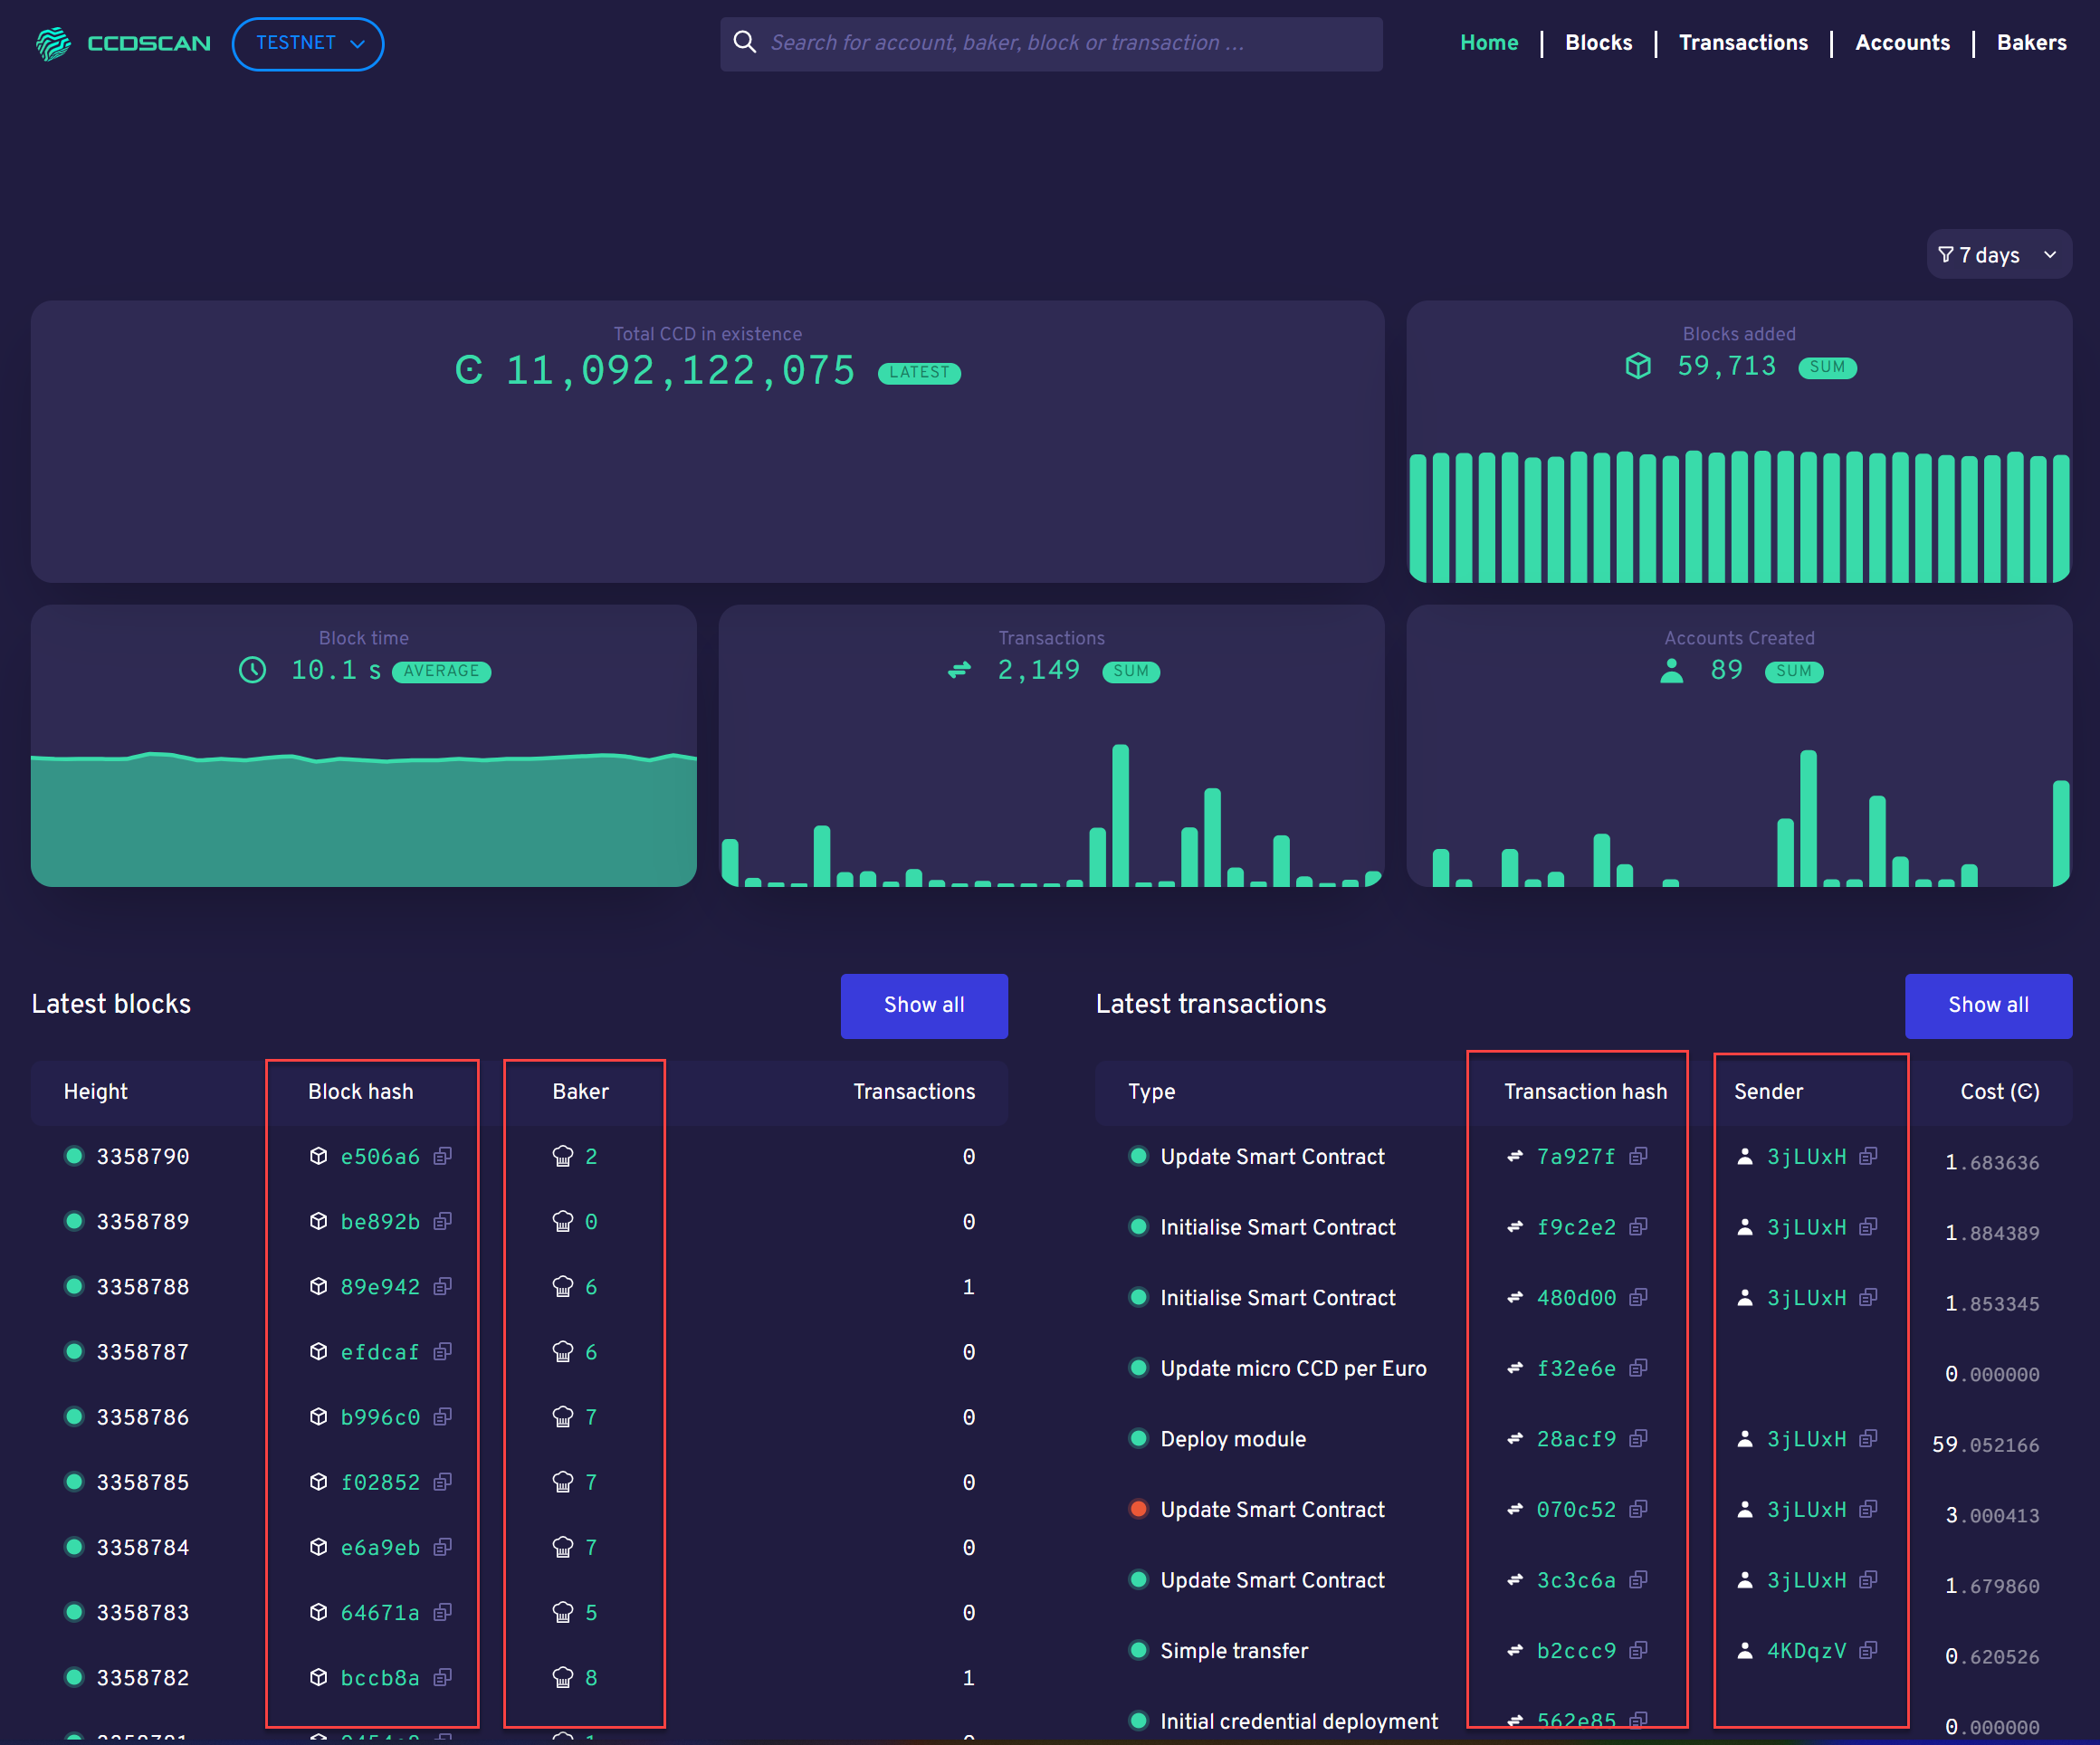 CCDSCAN TESTNET Search for account, baker, block or transaction … Home | Blocks | Transactions | Accounts | Bakers
7 days
Total CCD in existence
11,092,122,075 LATEST
Blocks added
59,713 SUM
Block time
10.1 s AVERAGE
Transactions
2,149 SUM
Accounts Created
89 SUM
Latest blocks Show all
Height Block hash Baker Transactions
3358790 e506a6 2 0
3358789 be892b 0 0
3358788 89e942 6 1
3358787 efdcaf 6 0
3358786 b996c0 7 0
3358785 f02852 7 0
3358784 e6a9eb 7 0
3358783 64671a 5 0
3358782 bccb8a 8 1
Latest transactions Show all
Type Transaction hash Sender Cost (Ͼ)
Update Smart Contract 7a927f 3jLUxH 1.683636
Initialise Smart Contract f9c2e2 3jLUxH 1.884389
Initialise Smart Contract 480d00 3jLUxH 1.853345
Update micro CCD per Euro f32e6e 0.000000
Deploy module 28acf9 3jLUxH 59.052166
Update Smart Contract 070c52 3jLUxH 3.000413
Update Smart Contract 3c3c6a 3jLUxH 1.679860
Simple transfer b2ccc9 4KDqzV 0.620526
Initial credential deployment 562e85 0.000000